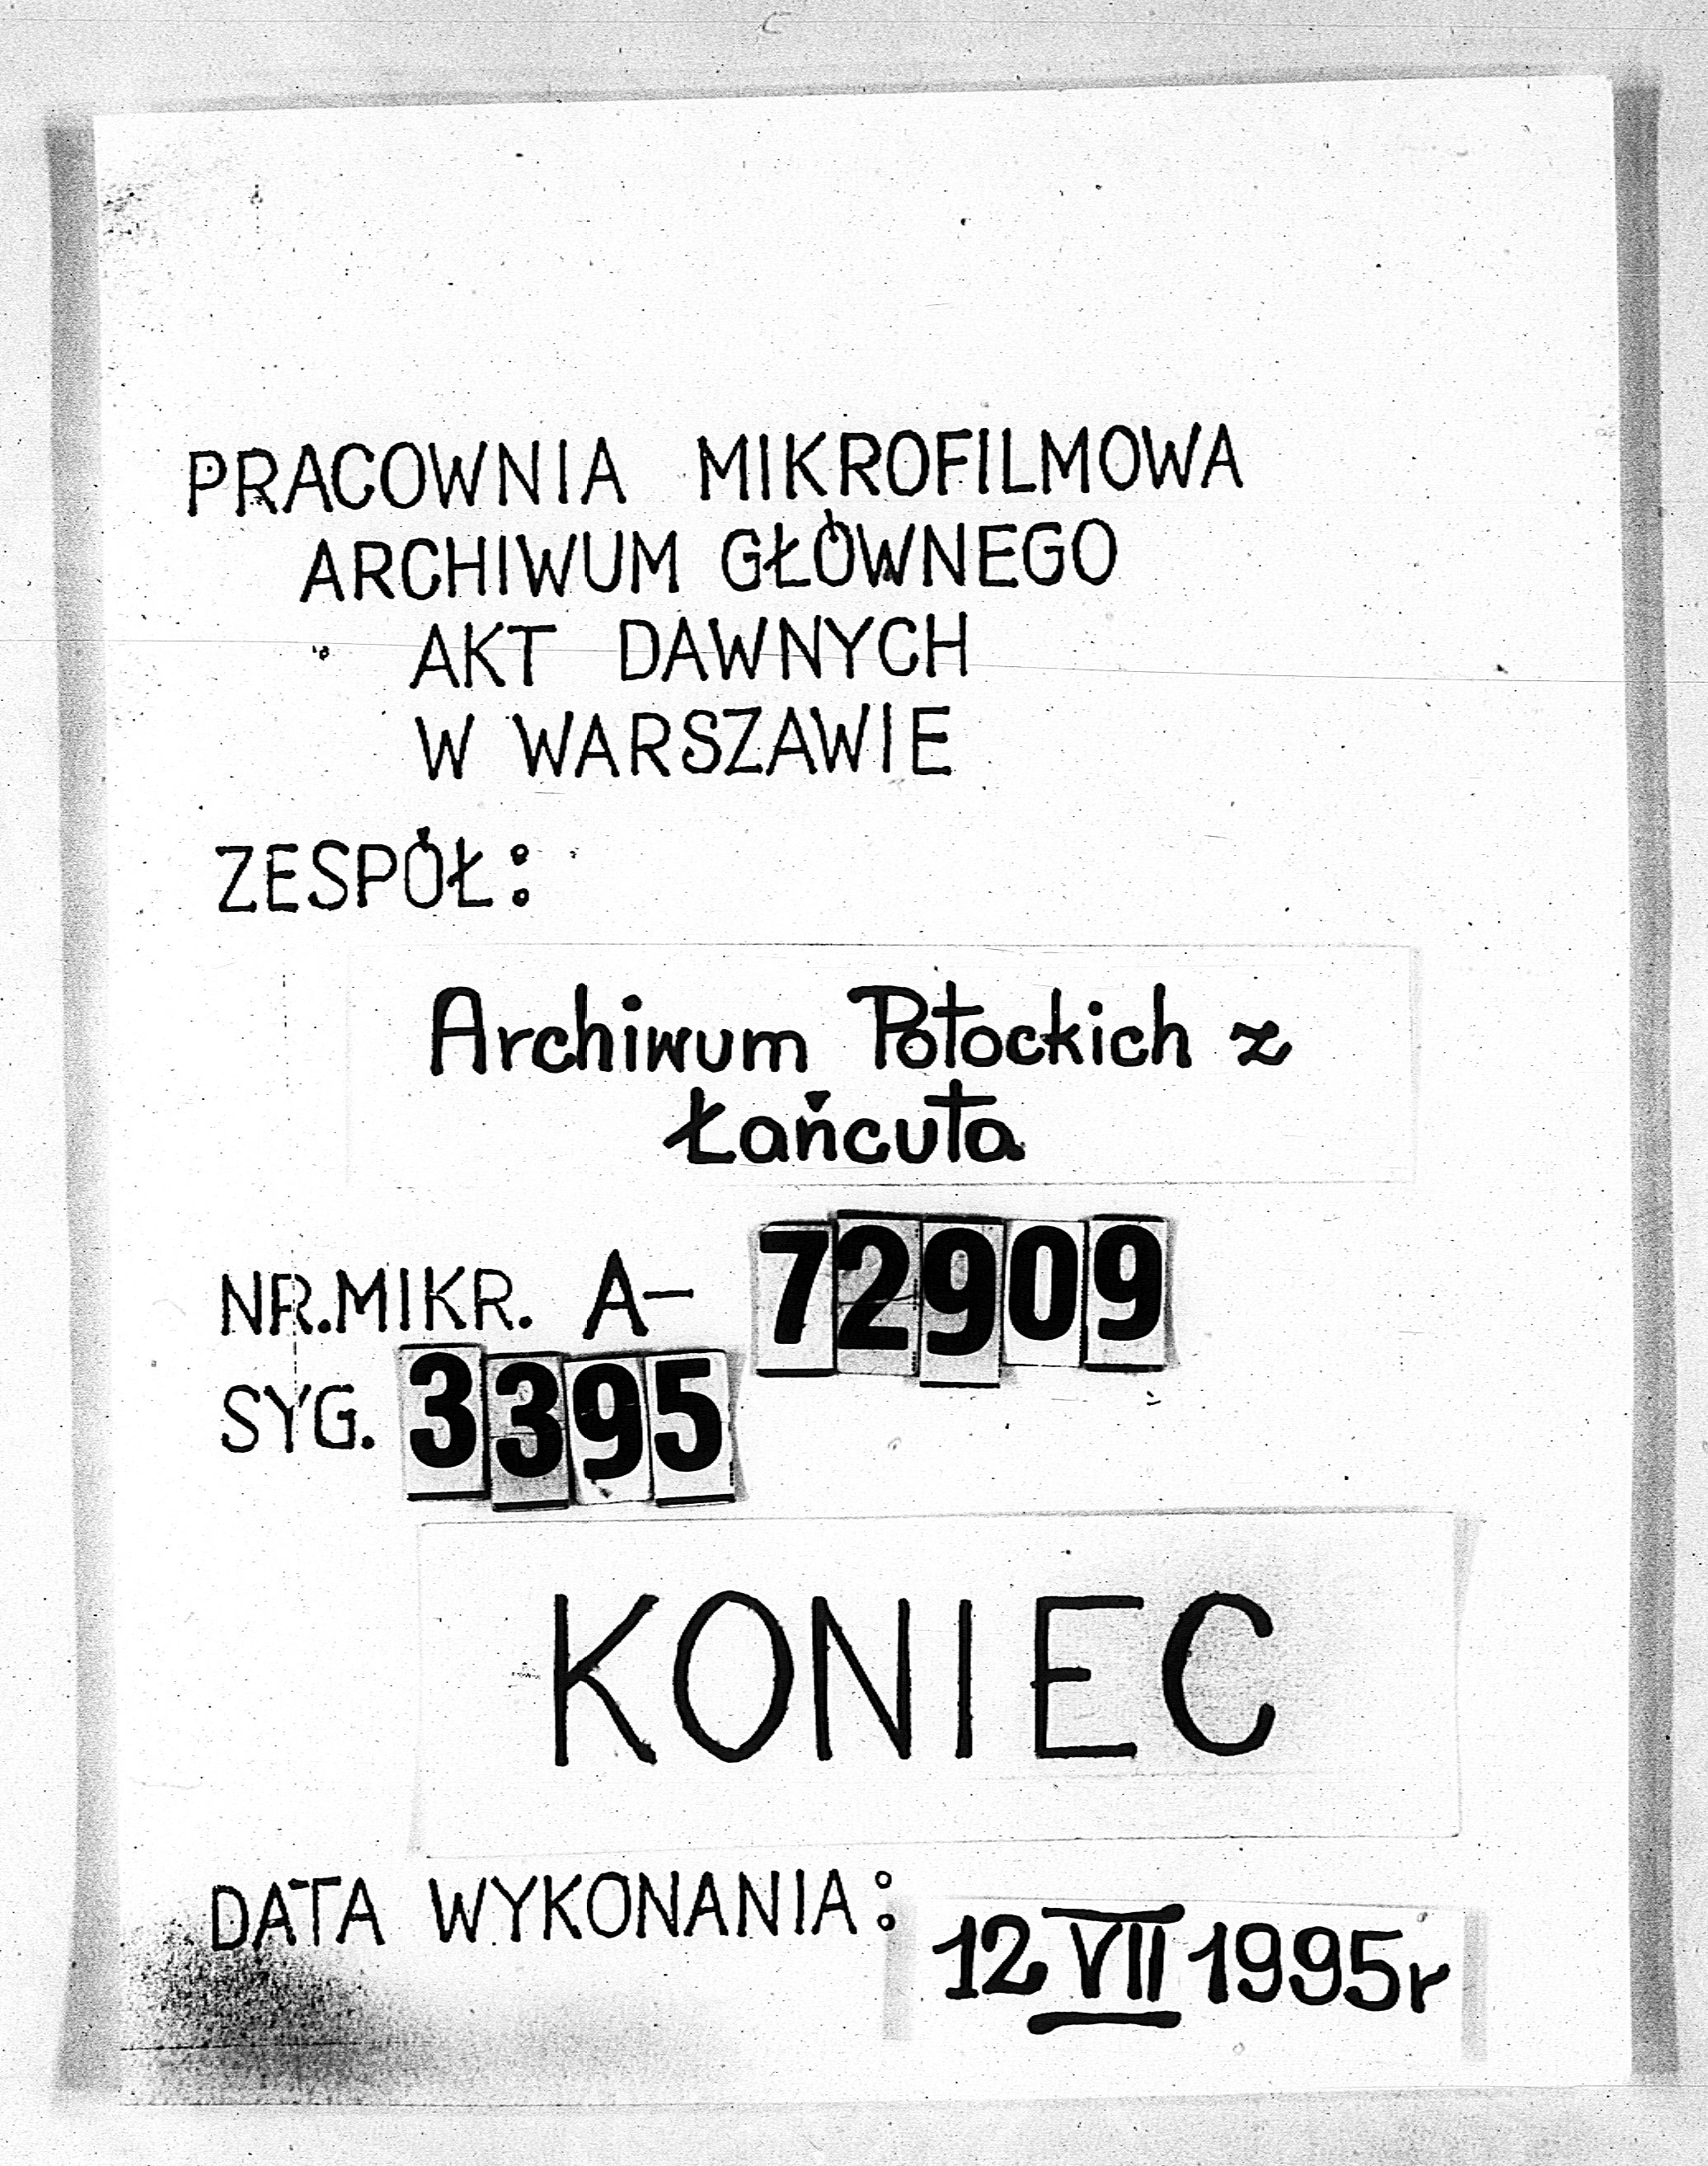 PRACOWNIA MIKROFILMOWA
ARCHIWUM GŁÓWNEGO
AKT DAWNYCH
W WARSZAWIE
ZESPÓŁ:
Archiwum Potockich z
Łańcuta
NR.MIKR. A- 72909
SYG. 3395
KONIEC
DATA WYKONANIA: 12 VII 1995r